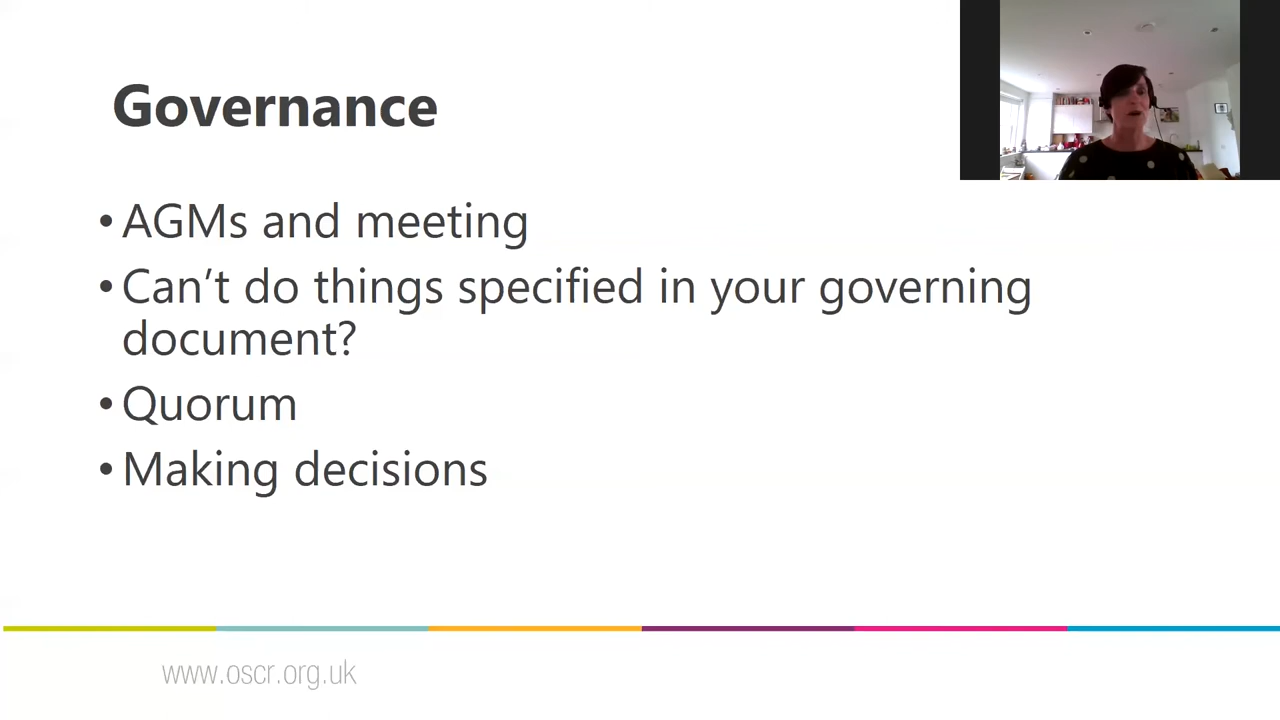 Governance
• AGMs and meeting
• Can’t do things specified in your governing
document?
• Quorum
• Making decisions
www.oscr.org.uk